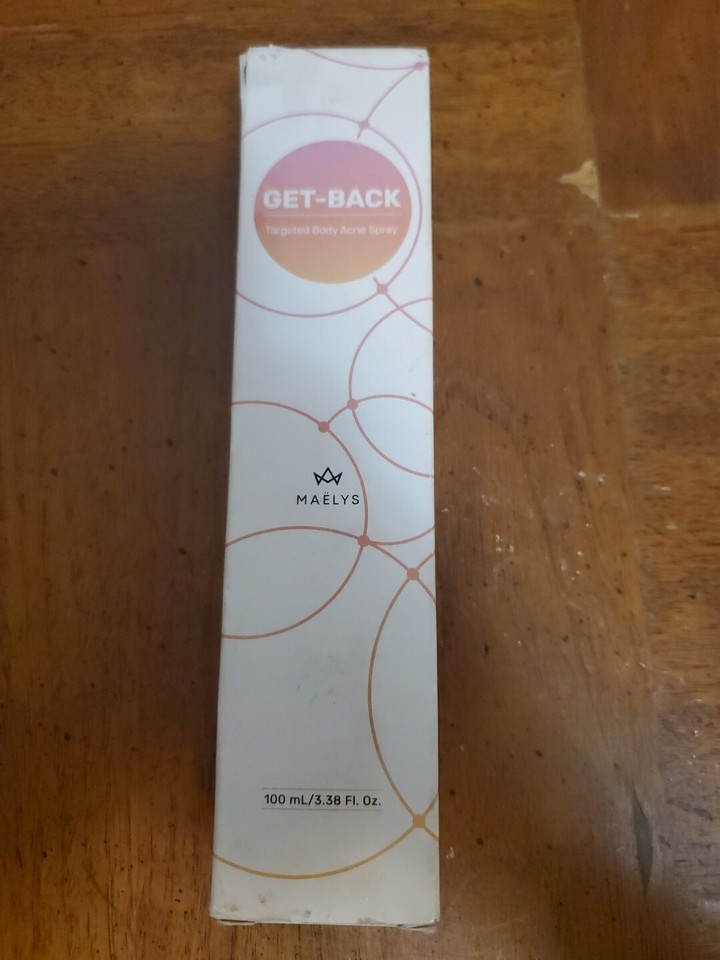 GET-BACK
Targeted Body Acne Spray
MAËLYS
100 mL/3.38 Fl. Oz.